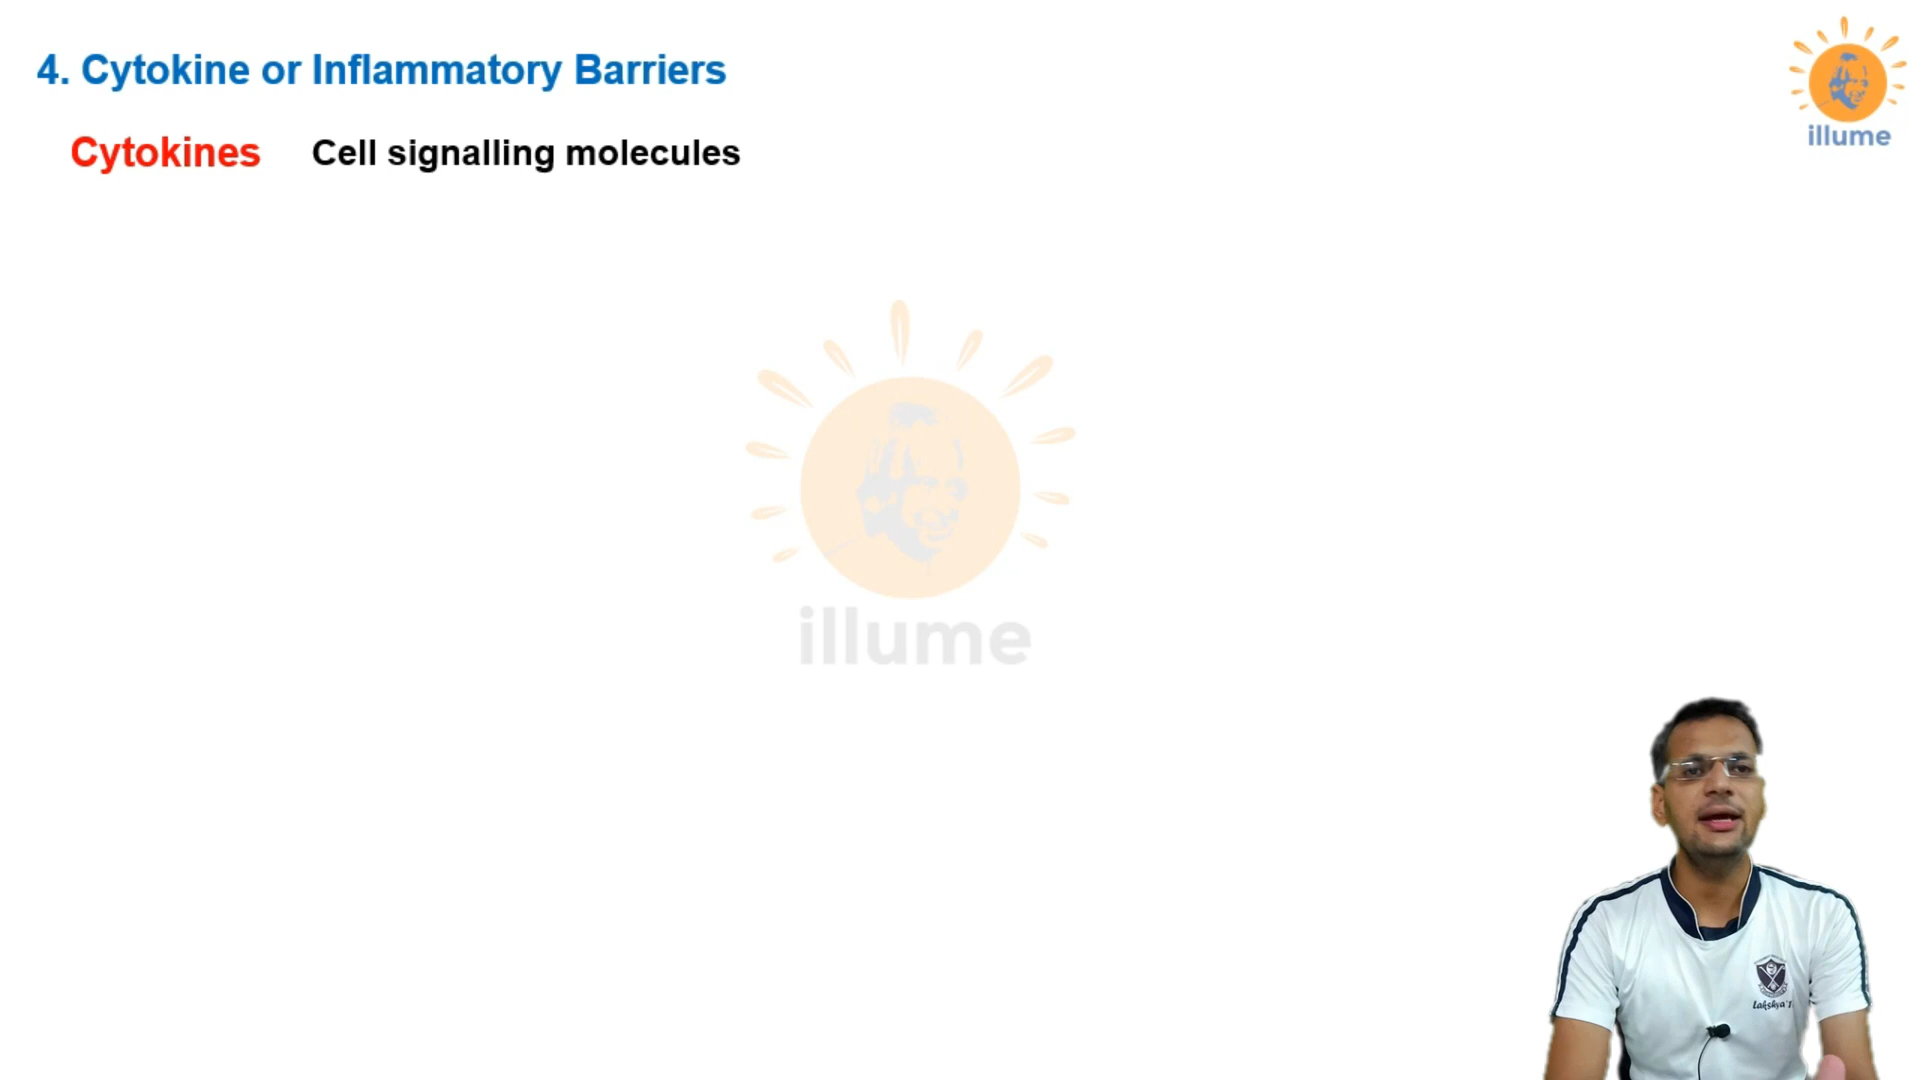 4. Cytokine or Inflammatory Barriers
illume
Cytokines Cell signalling molecules
illume